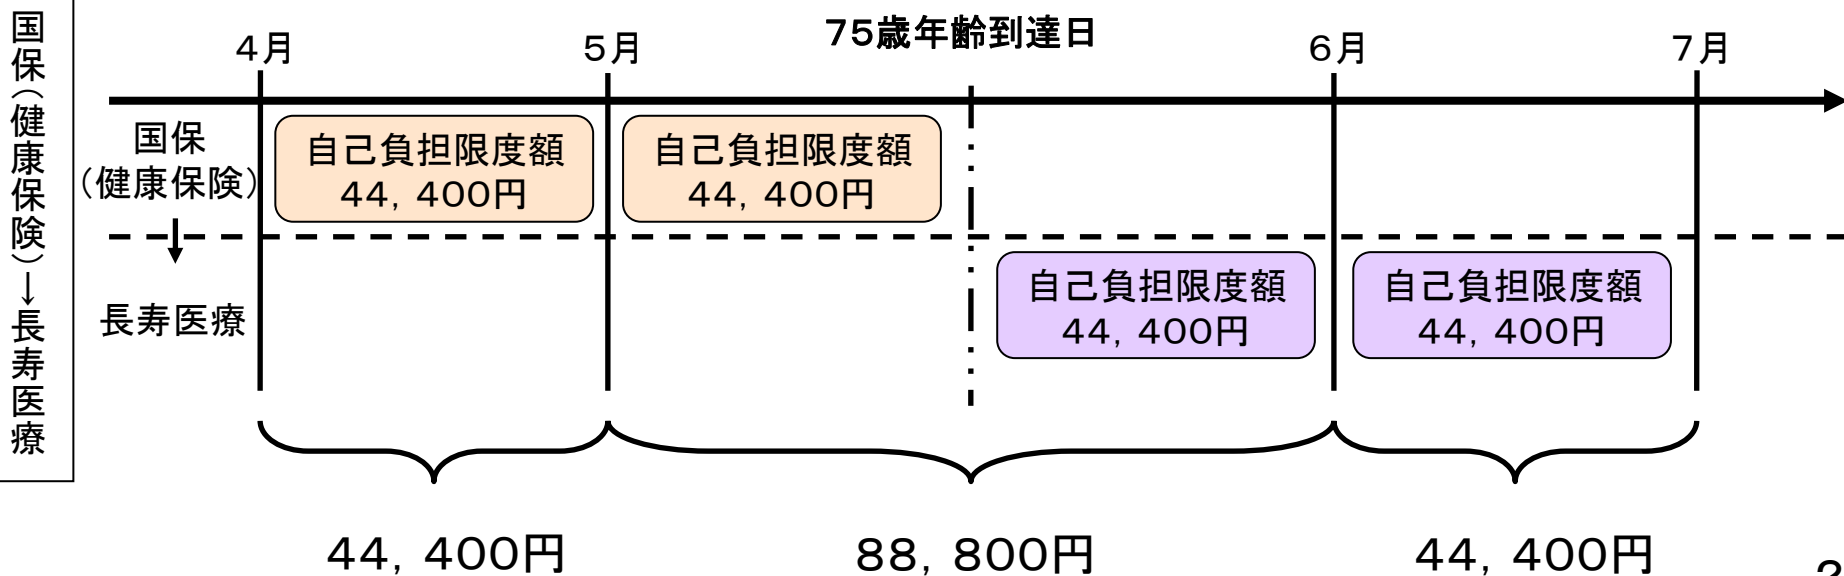 国保（健康保険）→長寿医療
75歳年齢到達日
4月
5月
6月
7月
国保
（健康保険）
長寿医療
自己負担限度額
44，400円
自己負担限度額
44，400円
自己負担限度額
44，400円
自己負担限度額
44，400円
44，400円
88，800円
44，400円